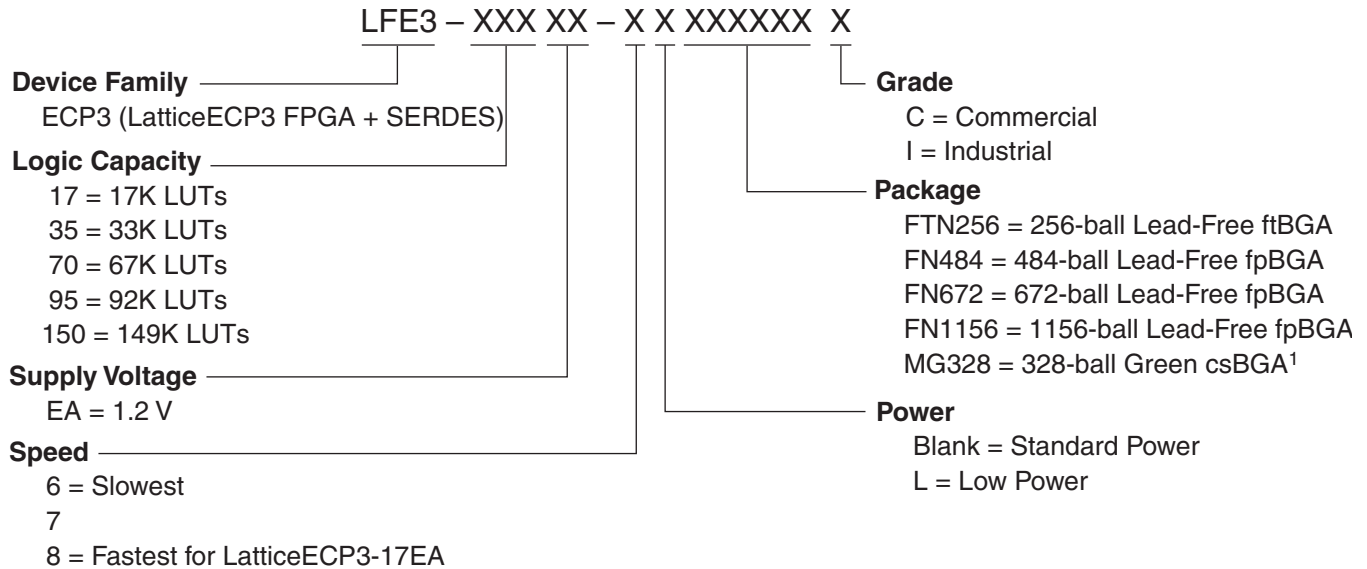 LFE3 – XXX XX – X X XXXXXX X
Device Family
ECP3 (LatticeECP3 FPGA + SERDES)
Logic Capacity
17 = 17K LUTs
35 = 33K LUTs
70 = 67K LUTs
95 = 92K LUTs
150 = 149K LUTs
Supply Voltage
EA = 1.2 V
Speed
6 = Slowest
7
8 = Fastest for LatticeECP3-17EA
Grade
C = Commercial
I = Industrial
Package
FTN256 = 256-ball Lead-Free ftBGA
FN484 = 484-ball Lead-Free fpBGA
FN672 = 672-ball Lead-Free fpBGA
FN1156 = 1156-ball Lead-Free fpBGA
MG328 = 328-ball Green csBGA¹
Power
Blank = Standard Power
L = Low Power